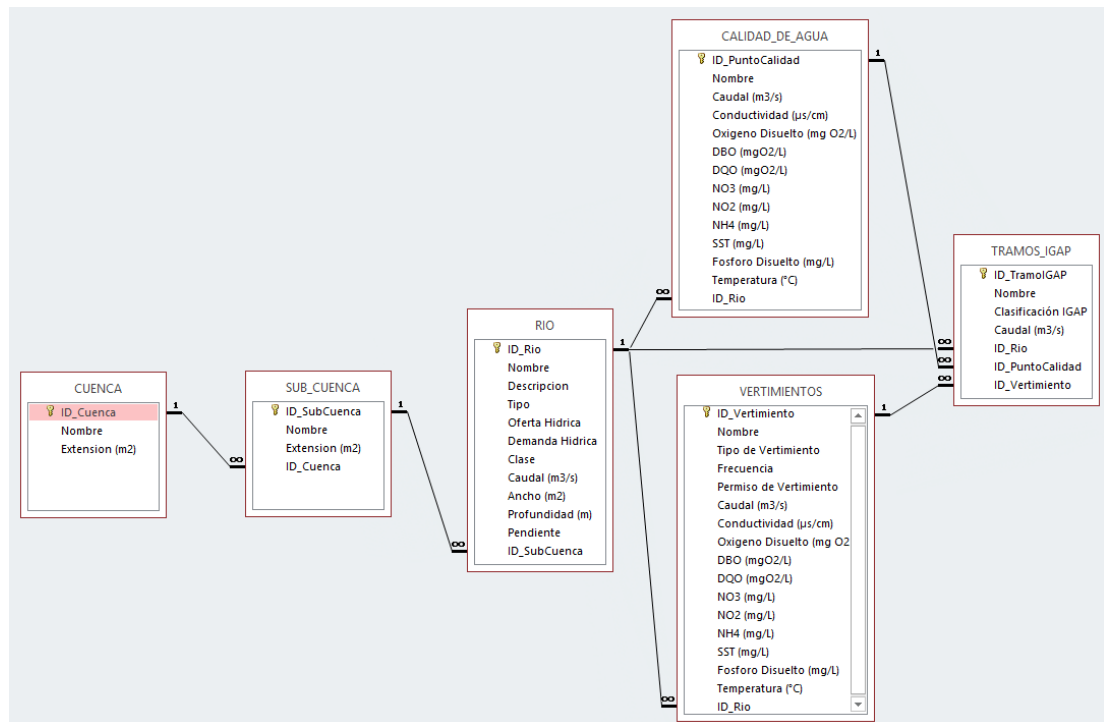 CUENCA
ID_Cuenca
Nombre
Extension (m2)
1
∞
SUB_CUENCA
ID_SubCuenca
Nombre
Extension (m2)
ID_Cuenca
1
∞
RIO
ID_Rio
Nombre
Descripcion
Tipo
Oferta Hidrica
Demanda Hidrica
Clase
Caudal (m3/s)
Ancho (m2)
Profundidad (m)
Pendiente
ID_SubCuenca
1
∞
CALIDAD_DE_AGUA
ID_PuntoCalidad
Nombre
Caudal (m3/s)
Conductividad (µs/cm)
Oxigeno Disuelto (mg O2/L)
DBO (mgO2/L)
DQO (mgO2/L)
NO3 (mg/L)
NO2 (mg/L)
NH4 (mg/L)
SST (mg/L)
Fosforo Disuelto (mg/L)
Temperatura (°C)
ID_Rio
1
∞
VERTIMIENTOS
ID_Vertimiento
Nombre
Tipo de Vertimiento
Frecuencia
Permiso de Vertimiento
Caudal (m3/s)
Conductividad (µs/cm)
Oxigeno Disuelto (mg O2
DBO (mgO2/L)
DQO (mgO2/L)
NO3 (mg/L)
NO2 (mg/L)
NH4 (mg/L)
SST (mg/L)
Fosforo Disuelto (mg/L)
Temperatura (°C)
ID_Rio
1
∞
∞
∞
TRAMOS_IGAP
ID_TramoIGAP
Nombre
Clasificación IGAP
Caudal (m3/s)
ID_Rio
ID_PuntoCalidad
ID_Vertimiento